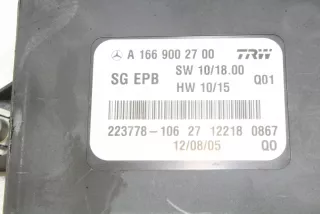 A 166 900 27 00 TRW
SG EPB SW 10/18.00 Q01
HW 10/15
223778-106 27 12218 0867
12/08/05 QO